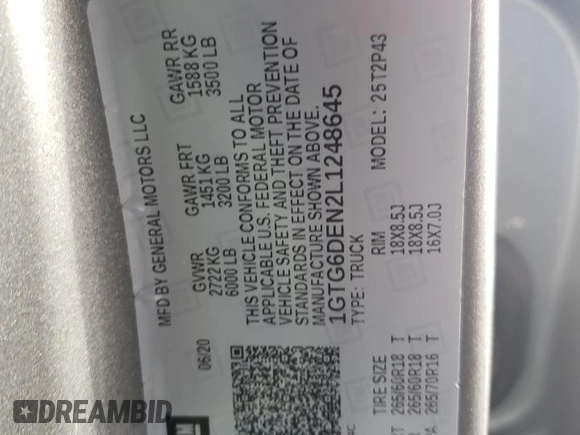 MFD BY GENERAL MOTORS LLC
06/20
GVWR GAWR FRT GAWR RR
2722 KG 1451 KG 1588 KG
6000 LB 3200 LB 3500 LB
THIS VEHICLE CONFORMS TO ALL
APPLICABLE U.S. FEDERAL MOTOR
VEHICLE SAFETY AND THEFT PREVENTION
STANDARDS IN EFFECT ON THE DATE OF
MANUFACTURE SHOWN ABOVE.
1GTG6DEN2L1248645
TYPE: TRUCK MODEL: 25T2P43
TIRE SIZE RIM
265/60R18 T 18X8.5J
265/60R18 T 18X8.5J
265/70R16 T 16X7.0J
DREAMBID